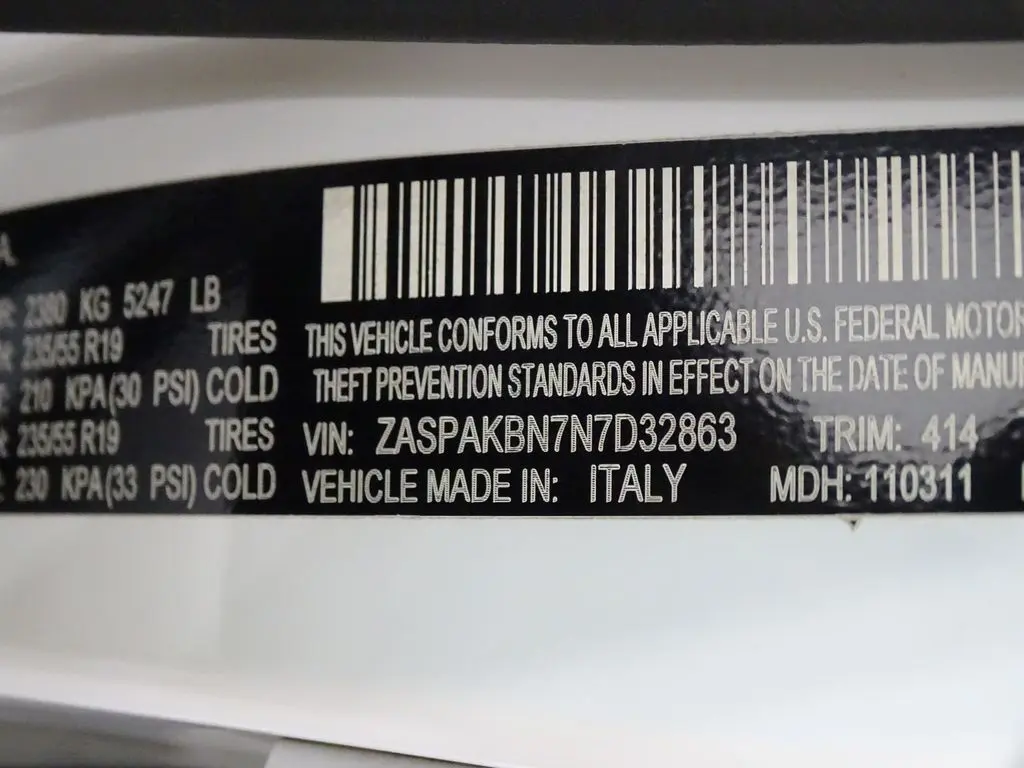 A
2380 KG 5247 LB
235/55 R19 TIRES
210 KPA(30 PSI) COLD
235/55 R19 TIRES
230 KPA(33 PSI) COLD
THIS VEHICLE CONFORMS TO ALL APPLICABLE U.S. FEDERAL MOTOR
THEFT PREVENTION STANDARDS IN EFFECT ON THE DATE OF MANU
VIN: ZASPAKBN7N7D32863 TRIM: 414
VEHICLE MADE IN: ITALY MDH: 110311